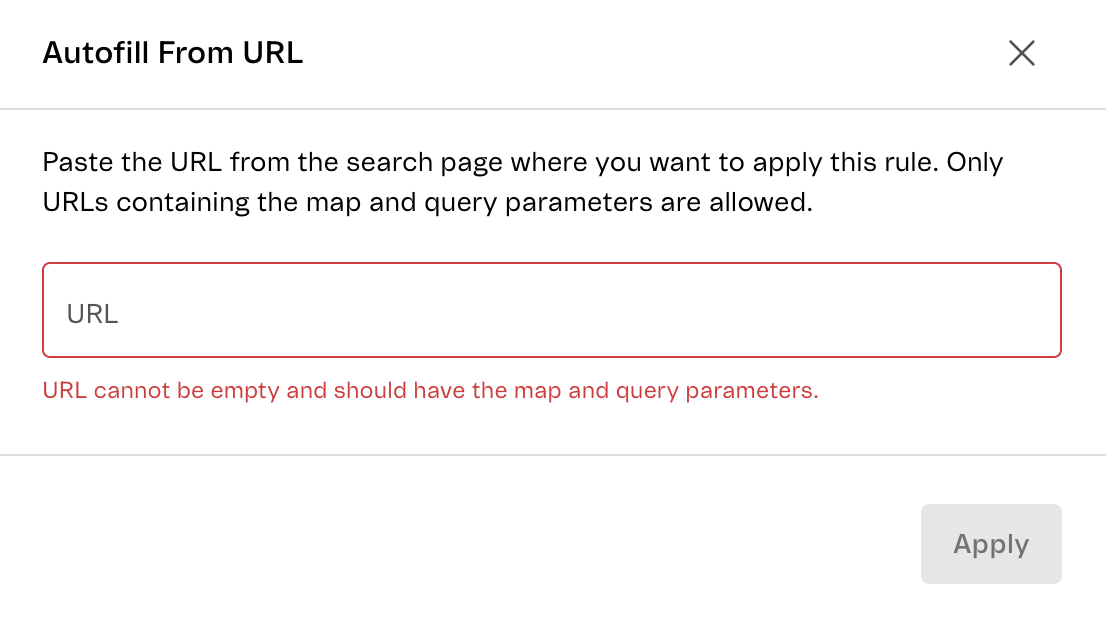 Autofill From URL
Paste the URL from the search page where you want to apply this rule. Only
URLs containing the map and query parameters are allowed.
URL
URL cannot be empty and should have the map and query parameters.
Apply